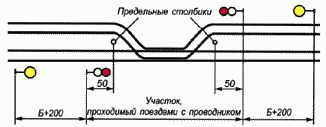 Предельные столбики
50
50
Участок,
проходимый поездами с проводником
Б+200
Б+200